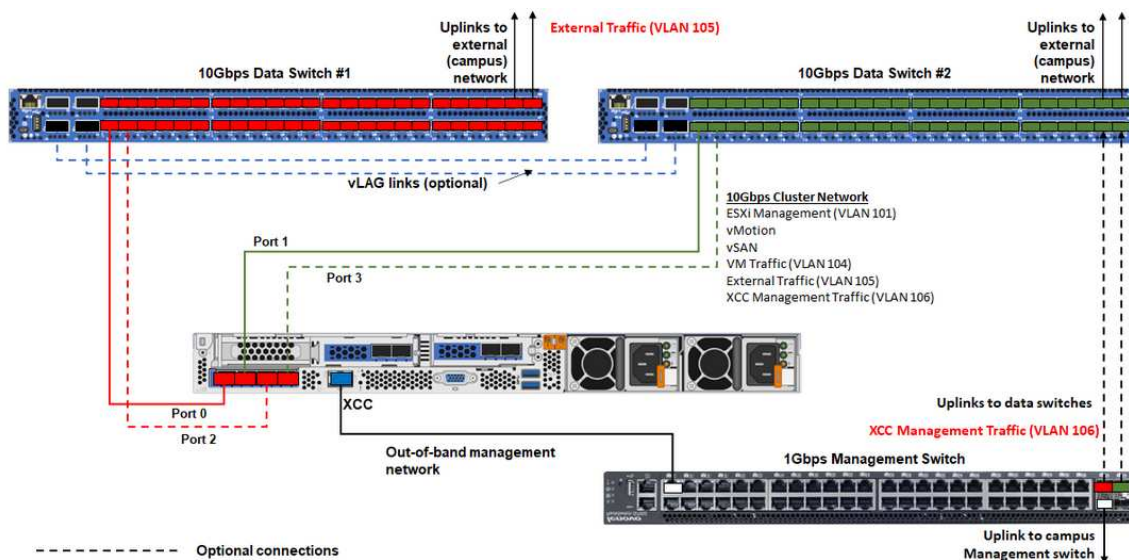 Uplinks to
external
(campus)
network
External Traffic (VLAN 105)
Uplinks to
external
(campus)
network
10Gbps Data Switch #1
10Gbps Data Switch #2
vLAG links (optional)
10Gbps Cluster Network
ESXi Management (VLAN 101)
vMotion
vSAN
VM Traffic (VLAN 104)
External Traffic (VLAN 105)
XCC Management Traffic (VLAN 106)
Port 1
Port 3
Port 0
Port 2
XCC
Uplinks to data switches
XCC Management Traffic (VLAN 106)
Out-of-band management
network
1Gbps Management Switch
Lenovo
Uplink to campus
Management switch
Optional connections